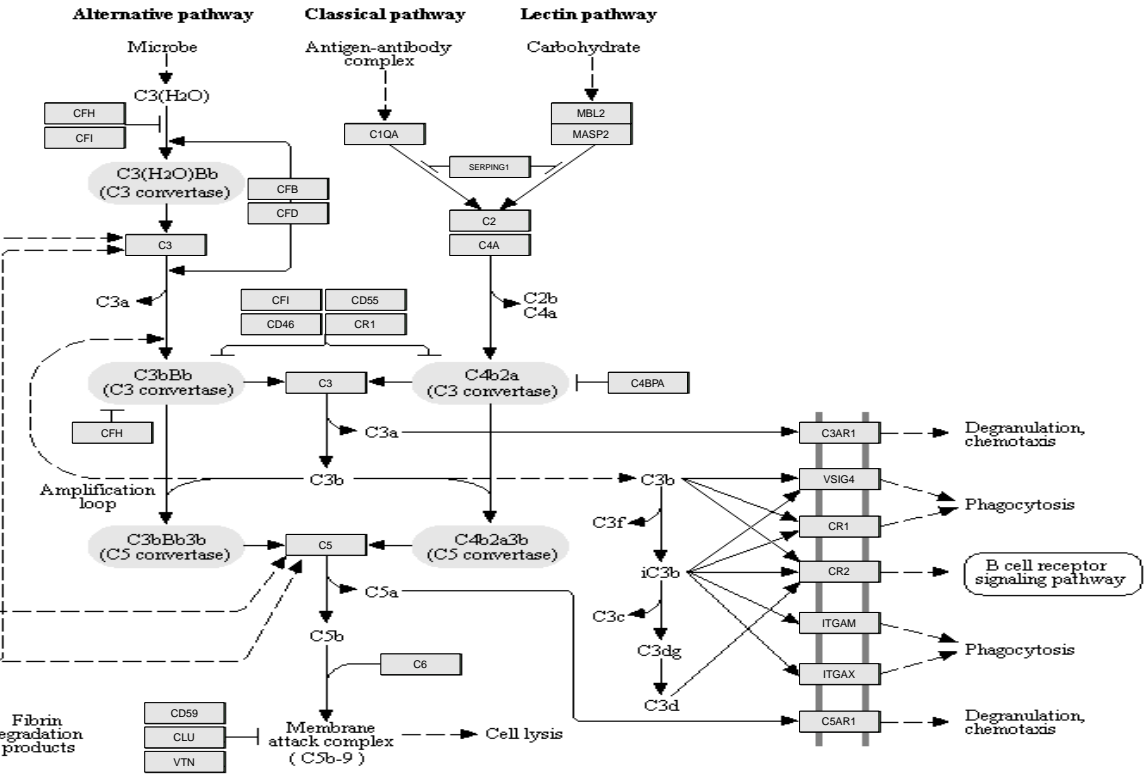 Alternative pathway
Classical pathway
Lectin pathway
Microbe
Antigen-antibody
complex
Carbohydrate
C3(H2O)
CFH
CFI
MBL2
MASP2
C1QA
SERPING1
C3(H2O)Bb
(C3 convertase)
CFB
CFD
C2
C4A
C3
C3a
C2b
C4a
CFI
CD55
CD46
CR1
C3bBb
(C3 convertase)
C3
C4b2a
(C3 convertase)
C4BPA
CFH
C3a
C3AR1
Degranulation,
chemotaxis
Amplification
loop
C3b
C3b
VSIG4
Phagocytosis
C3f
CR1
C3bBb3b
(C5 convertase)
C5
C4b2a3b
(C5 convertase)
iC3b
CR2
B cell receptor
signaling pathway
C5a
C3c
ITGAM
C5b
C3dg
Phagocytosis
C6
ITGAX
C3d
Fibrin
egradation
products
CD59
CLU
VTN
Membrane
attack complex
(C5b-9)
Cell lysis
C5AR1
Degranulation,
chemotaxis